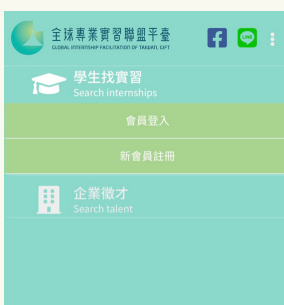 全球專業實習聯盟平臺
GLOBAL INTERNSHIP FACILITATION OF TAIWAN, GIFT
學生找實習
Search internships
會員登入
新會員註冊
企業徵才
Search talent